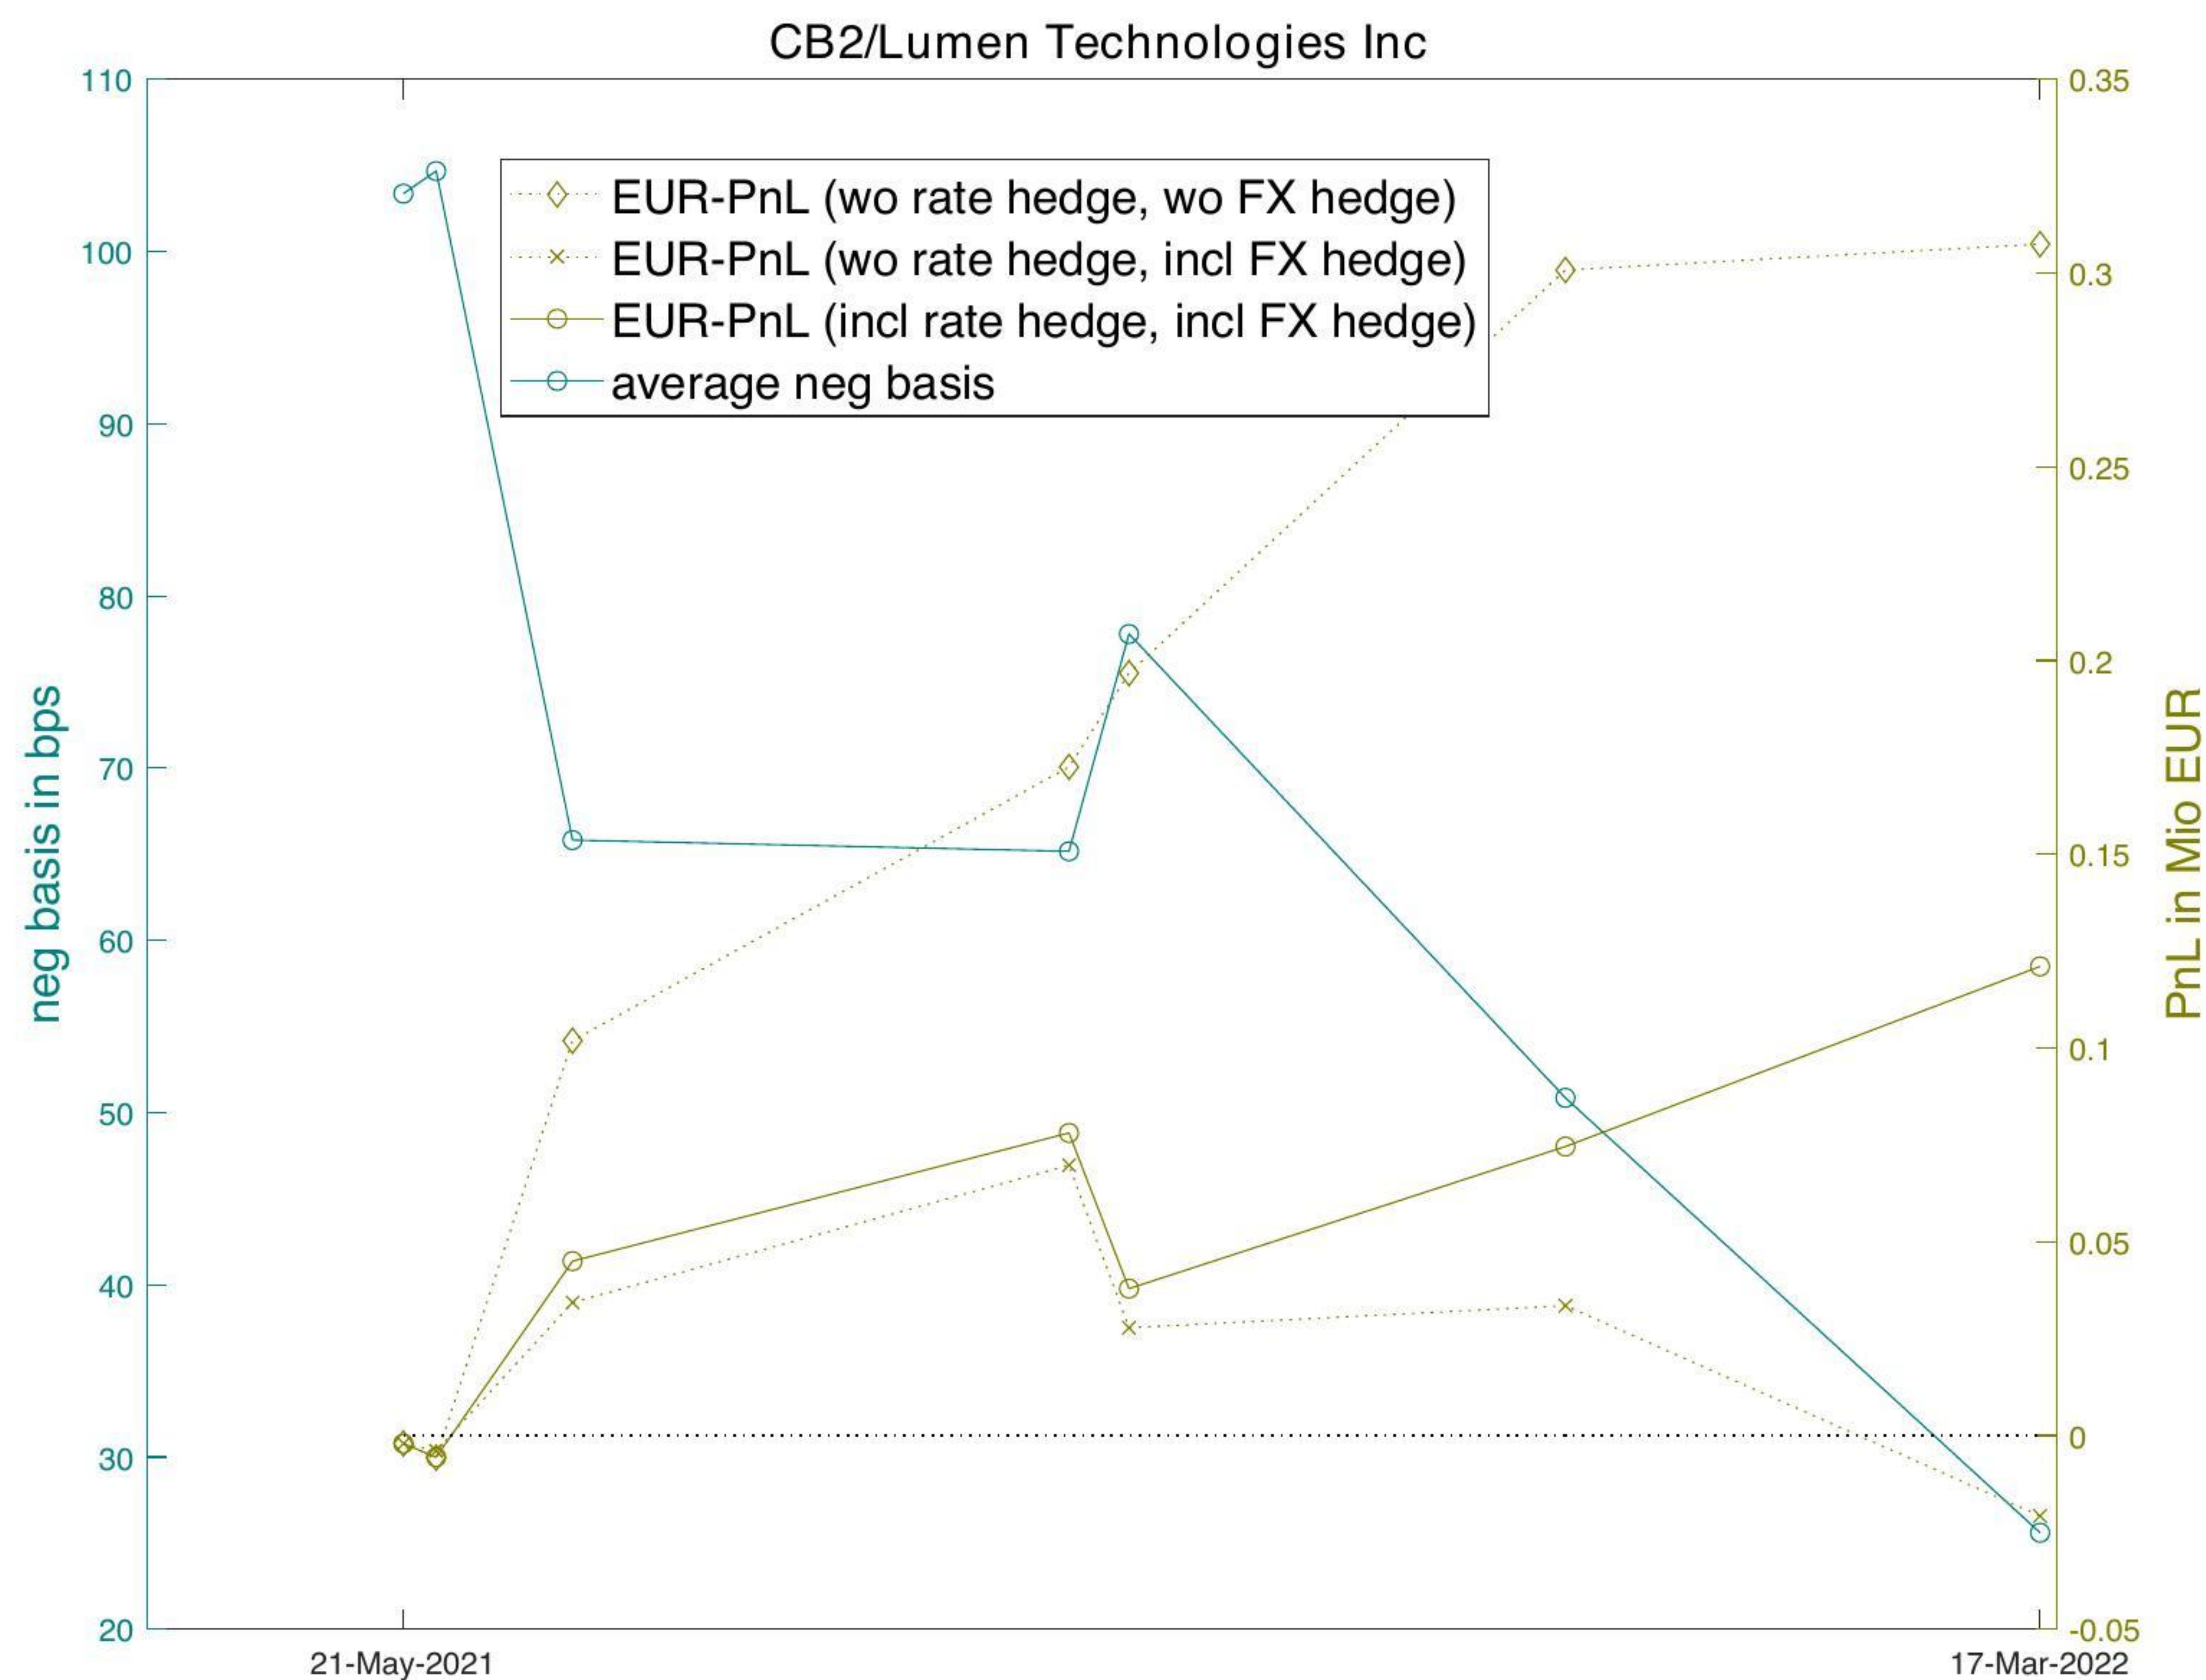 CB2/Lumen Technologies Inc
110
100
90
80
70
60
50
40
30
20
neg basis in bps
EUR-PnL (wo rate hedge, wo FX hedge)
EUR-PnL (wo rate hedge, incl FX hedge)
EUR-PnL (incl rate hedge, incl FX hedge)
average neg basis
0.35
0.3
0.25
0.2
0.15
0.1
0.05
0
-0.05
PnL in Mio EUR
21-May-2021
17-Mar-2022